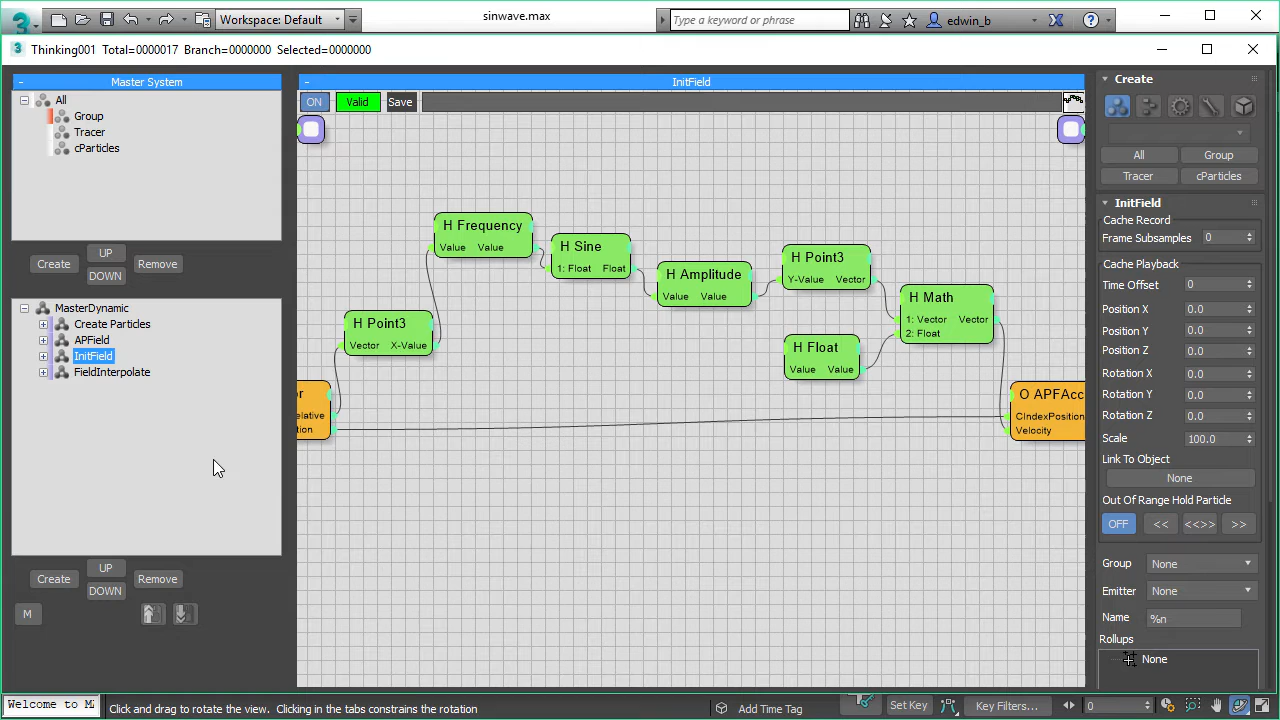 3
Workspace: Default
sinwave.max
Type a keyword or phrase
edwin_b
?
3 Thinking001 Total=0000017 Branch=0000000 Selected=0000000
- Master System
All
Group
Tracer
cParticles
Create
UP
DOWN
Remove
MasterDynamic
Create Particles
APField
InitField
FieldInterpolate
Create
UP
DOWN
Remove
M
- InitField
ON
Valid
Save
H Frequency
Value Value
H Sine
1: Float Float
H Amplitude
Value Value
H Point3
Y-Value Vector
H Math
1: Vector Vector
2: Float
H Point3
Vector X-Value
H Float
Value Value
or
elative
tion
O APFAcc
CIndexPosition
Velocity
Create
All
Group
Tracer
cParticles
InitField
Cache Record
Frame Subsamples 0
Cache Playback
Time Offset 0
Position X 0.0
Position Y 0.0
Position Z 0.0
Rotation X 0.0
Rotation Y 0.0
Rotation Z 0.0
Scale 100.0
Link To Object
None
Out Of Range Hold Particle
OFF << <<>> >>
Group None
Emitter None
Name %n
Rollups
None
Welcome to MA
Click and drag to rotate the view. Clicking in the tabs constrains the rotation
Add Time Tag
Set Key
Key Filters...
0